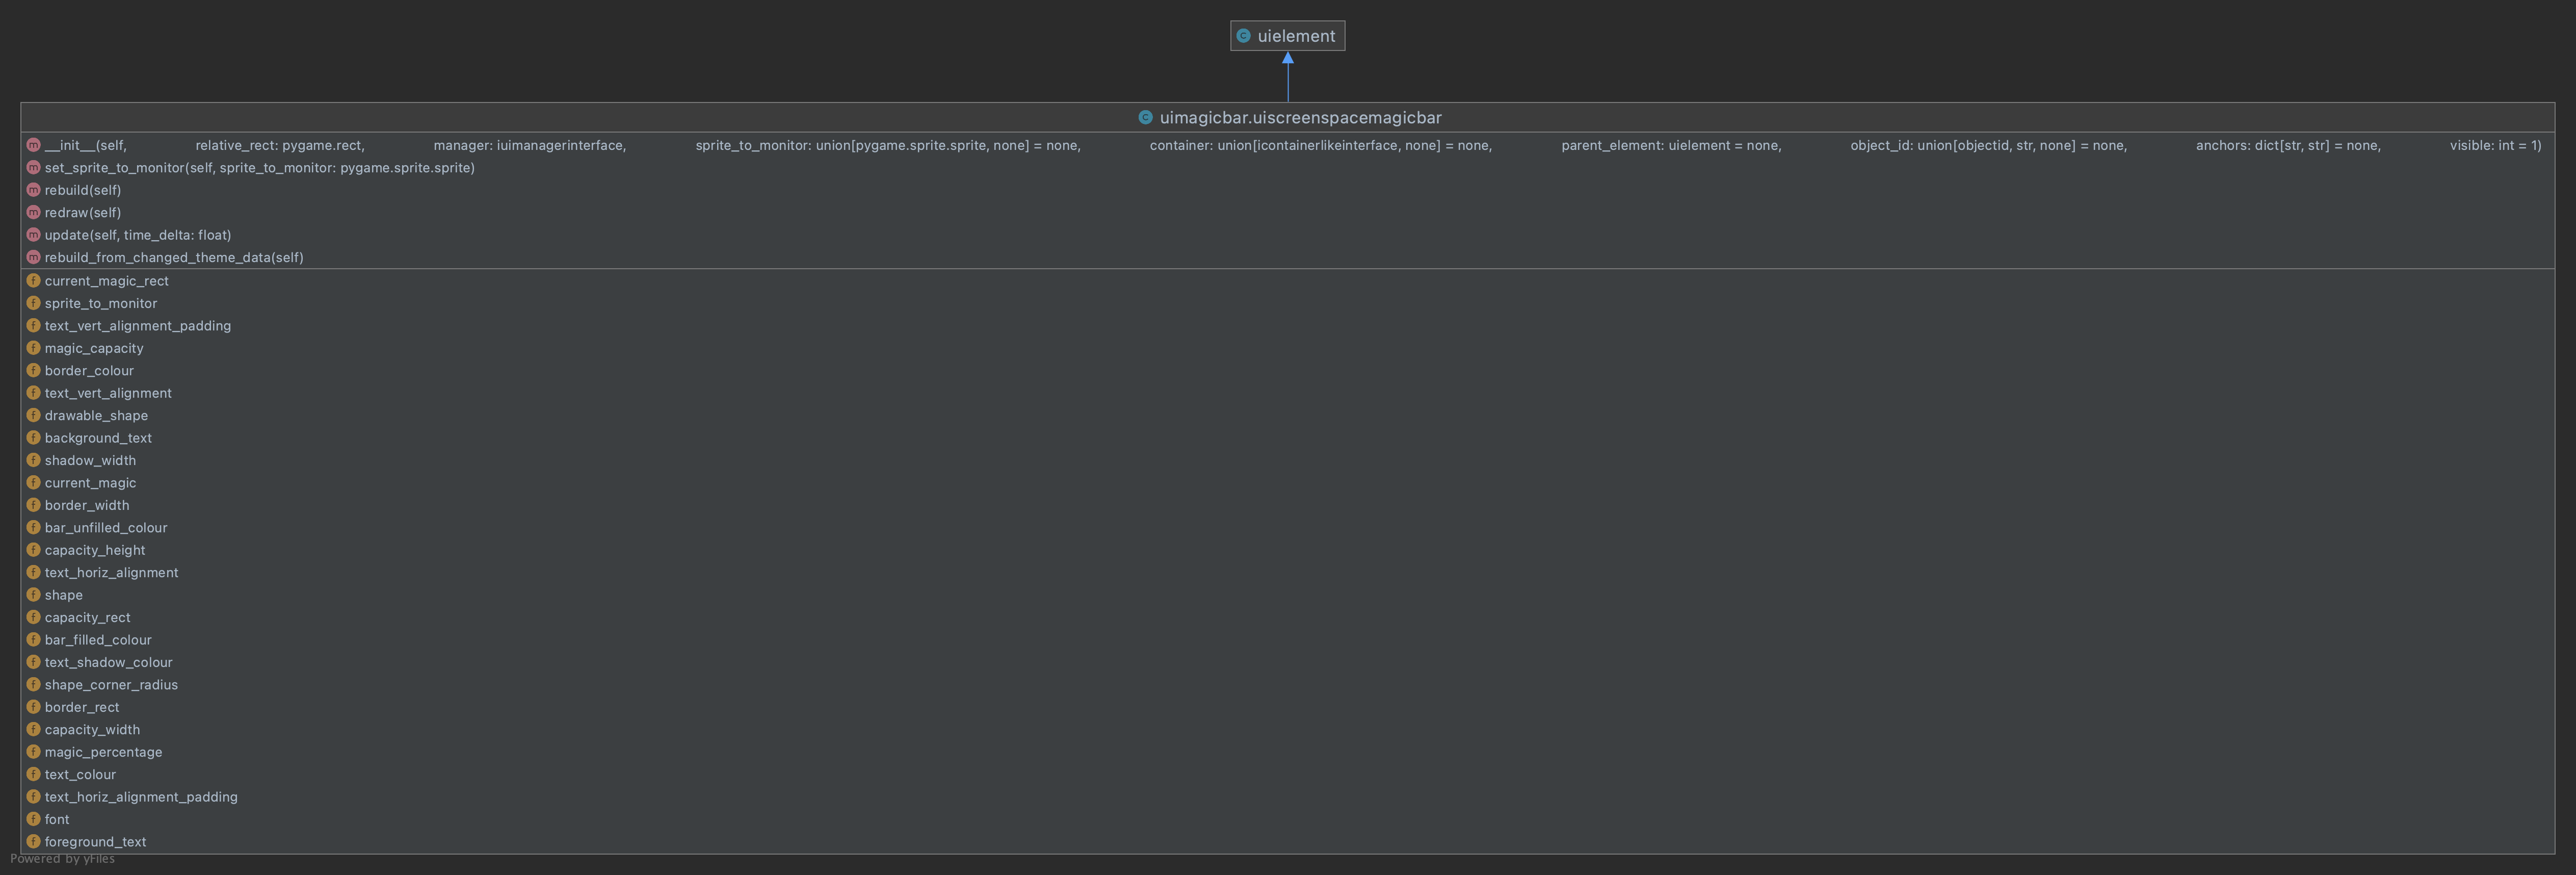 uielement
uimagicbar.uiscreenspacemagicbar
__init__(self, relative_rect: pygame.rect, manager: iuimanagerinterface, sprite_to_monitor: union[pygame.sprite.sprite, none] = none, container: union[icontainerlikeinterface, none] = none, parent_element: uielement = none, object_id: union[objectid, str, none] = none, anchors: dict[str, str] = none, visible: int = 1)
set_sprite_to_monitor(self, sprite_to_monitor: pygame.sprite.sprite)
rebuild(self)
redraw(self)
update(self, time_delta: float)
rebuild_from_changed_theme_data(self)
current_magic_rect
sprite_to_monitor
text_vert_alignment_padding
magic_capacity
border_colour
text_vert_alignment
drawable_shape
background_text
shadow_width
current_magic
border_width
bar_unfilled_colour
capacity_height
text_horiz_alignment
shape
capacity_rect
bar_filled_colour
text_shadow_colour
shape_corner_radius
border_rect
capacity_width
magic_percentage
text_colour
text_horiz_alignment_padding
font
foreground_text
Powered by yFiles